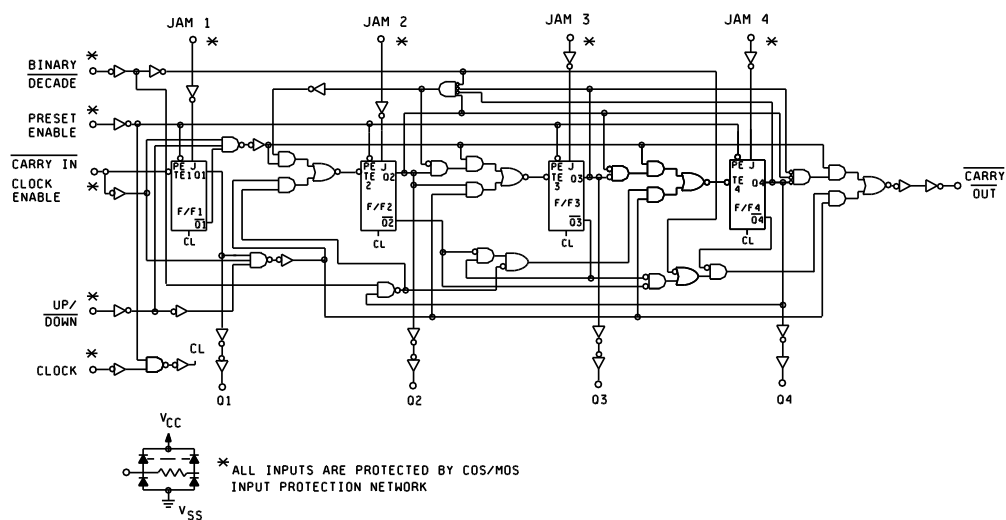 JAM 1
JAM 2
JAM 3
JAM 4
BINARY
DECADE
PRESET
ENABLE
CARRY IN
CLOCK
ENABLE
UP/
DOWN
CLOCK
CL
PE J
TE1 Q1
F/F1
Q1
CL
PE J
TE Q2
2
F/F2
Q2
CL
PE J
TE Q3
3
F/F3
Q3
CL
PE J
TE Q4
4
F/F4
Q4
CL
CARRY
OUT
Q1
Q2
Q3
Q4
VCC
VSS
* ALL INPUTS ARE PROTECTED BY COS/MOS
INPUT PROTECTION NETWORK